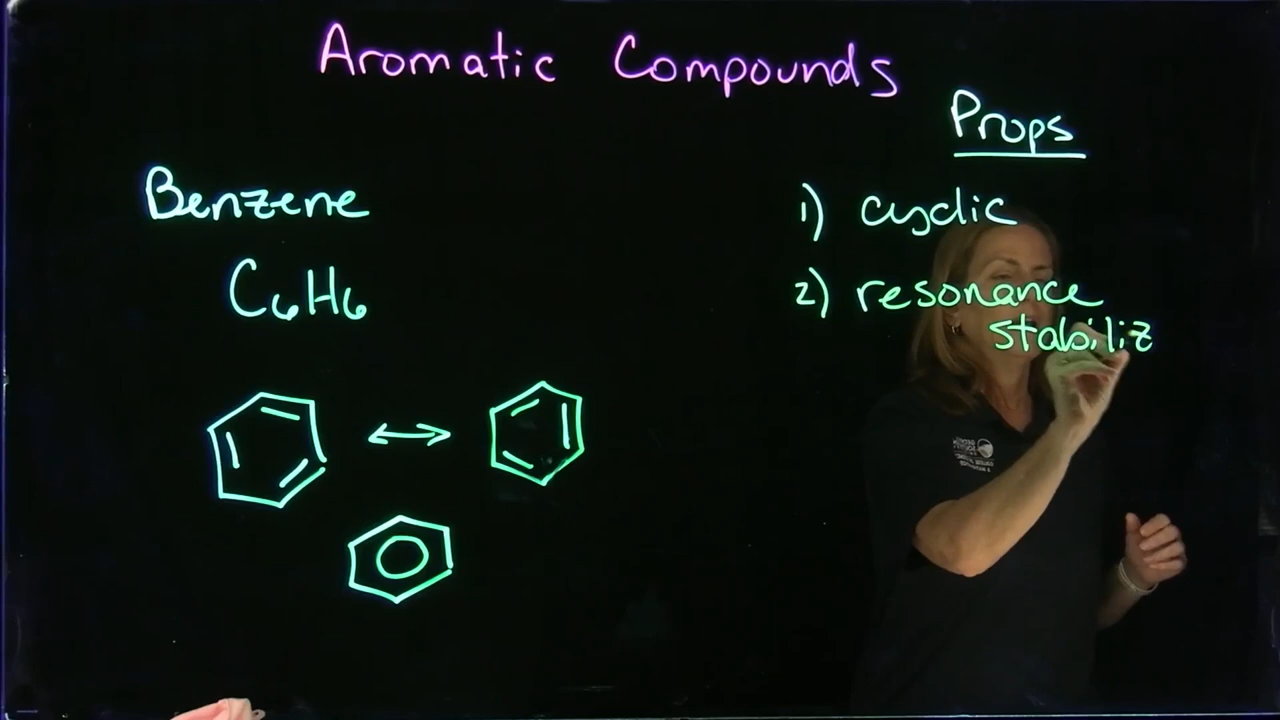 Aromatic Compounds
Props
Benzene
C6H6
1) cyclic
2) resonance
stabiliz